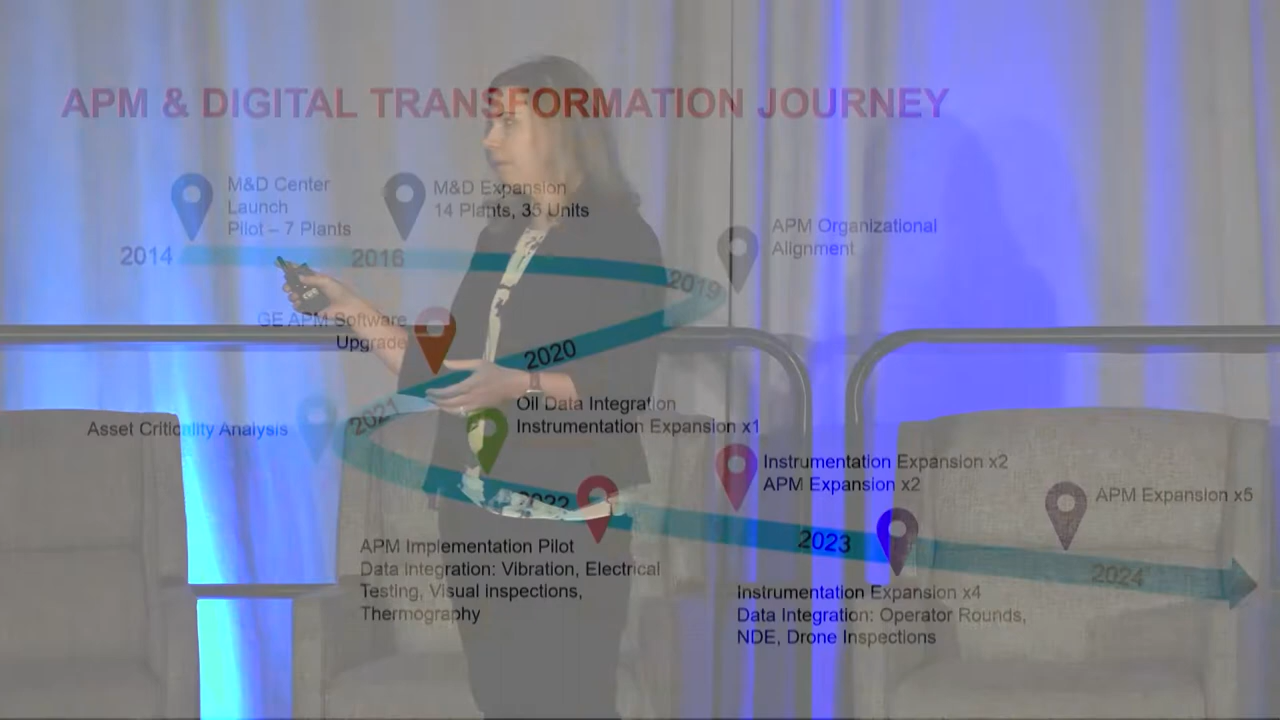 APM & DIGITAL TRANSFORMATION JOURNEY
M&D Center
Launch
Pilot – 7 Plants
M&D Expansion
14 Plants, 35 Units
APM Organizational
Alignment
2014
2016
2019
GE APM Software
Upgrade
2020
2021
Oil Data Integration
Instrumentation Expansion x1
Asset Criticality Analysis
Instrumentation Expansion x2
APM Expansion x2
APM Expansion x5
2022
2023
2024
APM Implementation Pilot
Data Integration: Vibration, Electrical
Testing, Visual inspections,
Thermography
Instrumentation Expansion x4
Data Integration: Operator Rounds,
NDE, Drone Inspections